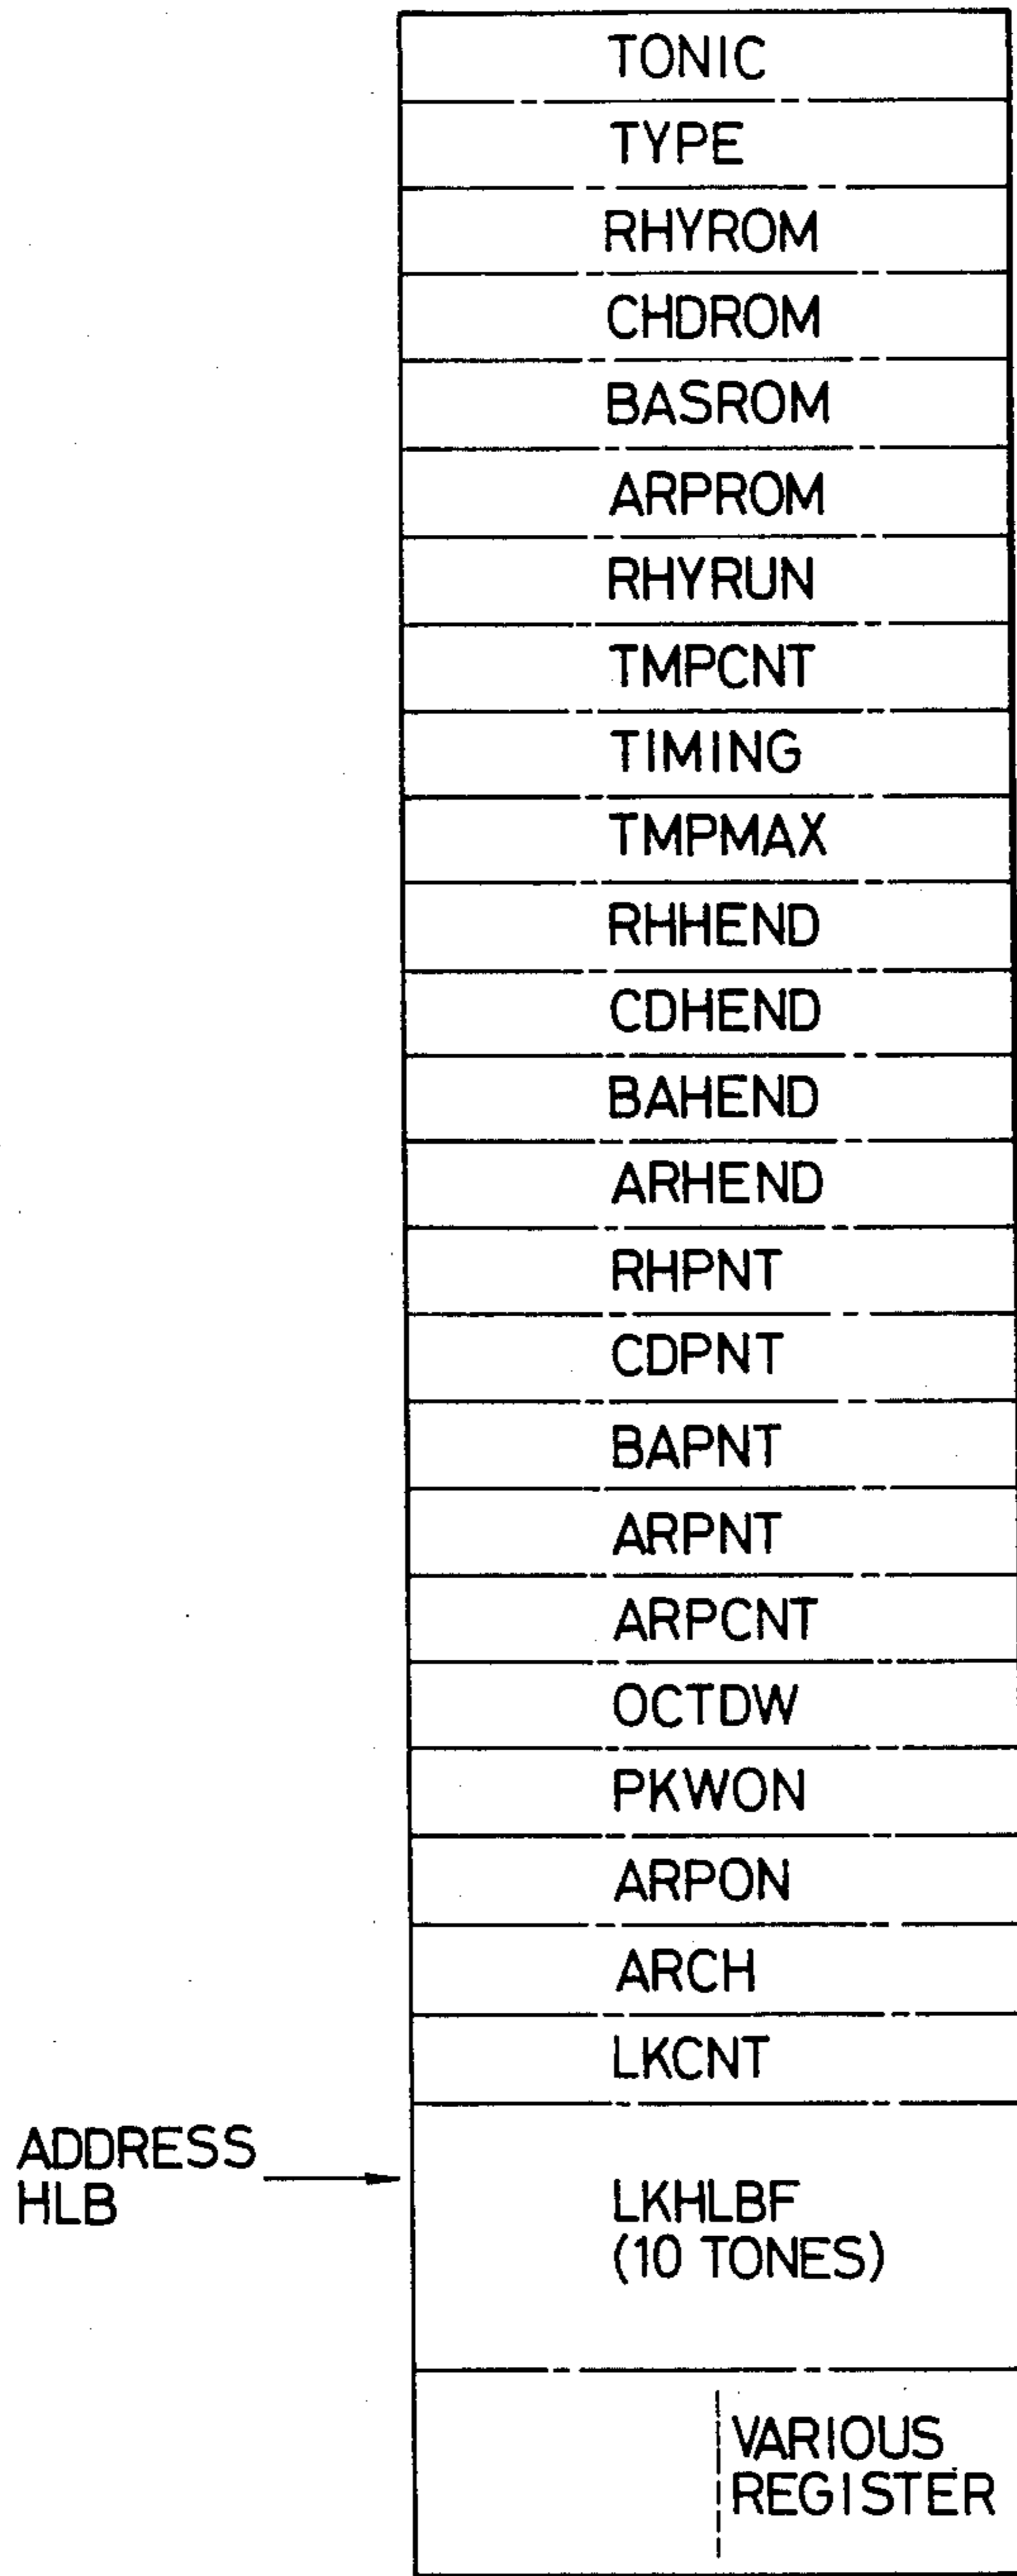 TONIC
TYPE
RHYROM
CHDROM
BASROM
ARPROM
RHYRUN
TMPCNT
TIMING
TMPMAX
RHHEND
CDHEND
BAHEND
ARHEND
RHPNT
CDPNT
BAPNT
ARPNT
ARPCNT
OCTDW
PKWON
ARPON
ARCH
LKCNT
ADDRESS
HLB
LKHLBF
(10 TONES)
VARIOUS
REGISTER